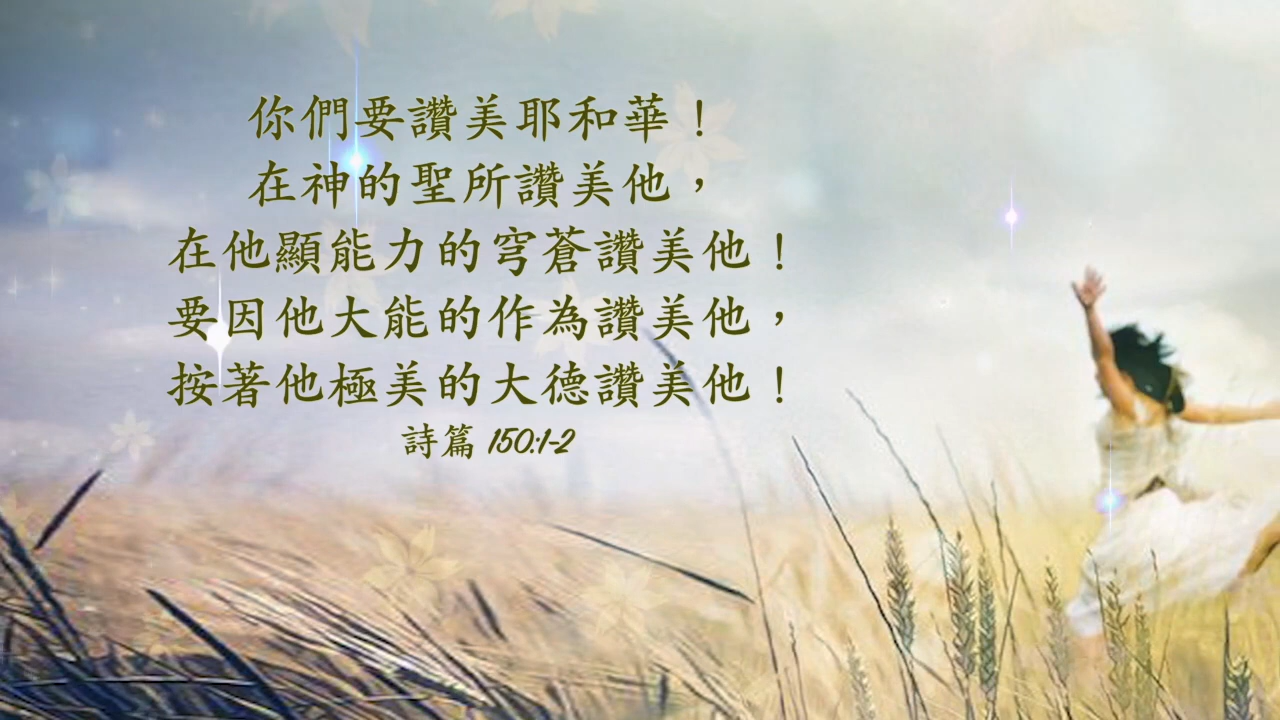 你們要讚美耶和華！
在神的聖所讚美他，
在他顯能力的穹蒼讚美他！
要因他大能的作為讚美他，
按著他極美的大德讚美他！
詩篇 150:1-2